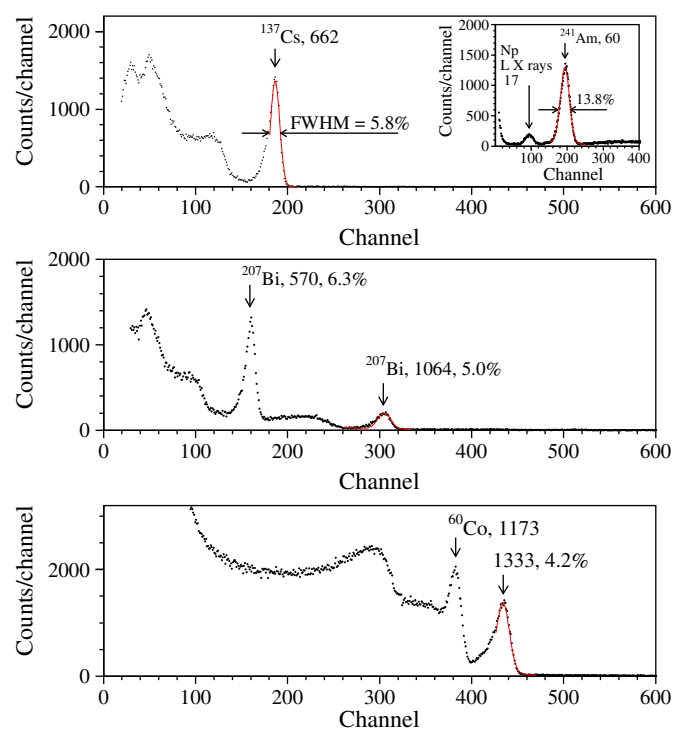 2000
1000
0
Counts/channel
¹³⁷Cs, 662
FWHM = 5.8%
0 100 200 300 400 500 600
Channel
2000
1500
1000
500
0
Counts/channel
Np
L X rays
17
²⁴¹Am, 60
13.8%
100 200 300 400
Channel
2000
1000
0
Counts/channel
²⁰⁷Bi, 570, 6.3%
²⁰⁷Bi, 1064, 5.0%
0 100 200 300 400 500 600
Channel
2000
0
Counts/channel
⁶⁰Co, 1173
1333, 4.2%
0 100 200 300 400 500 600
Channel